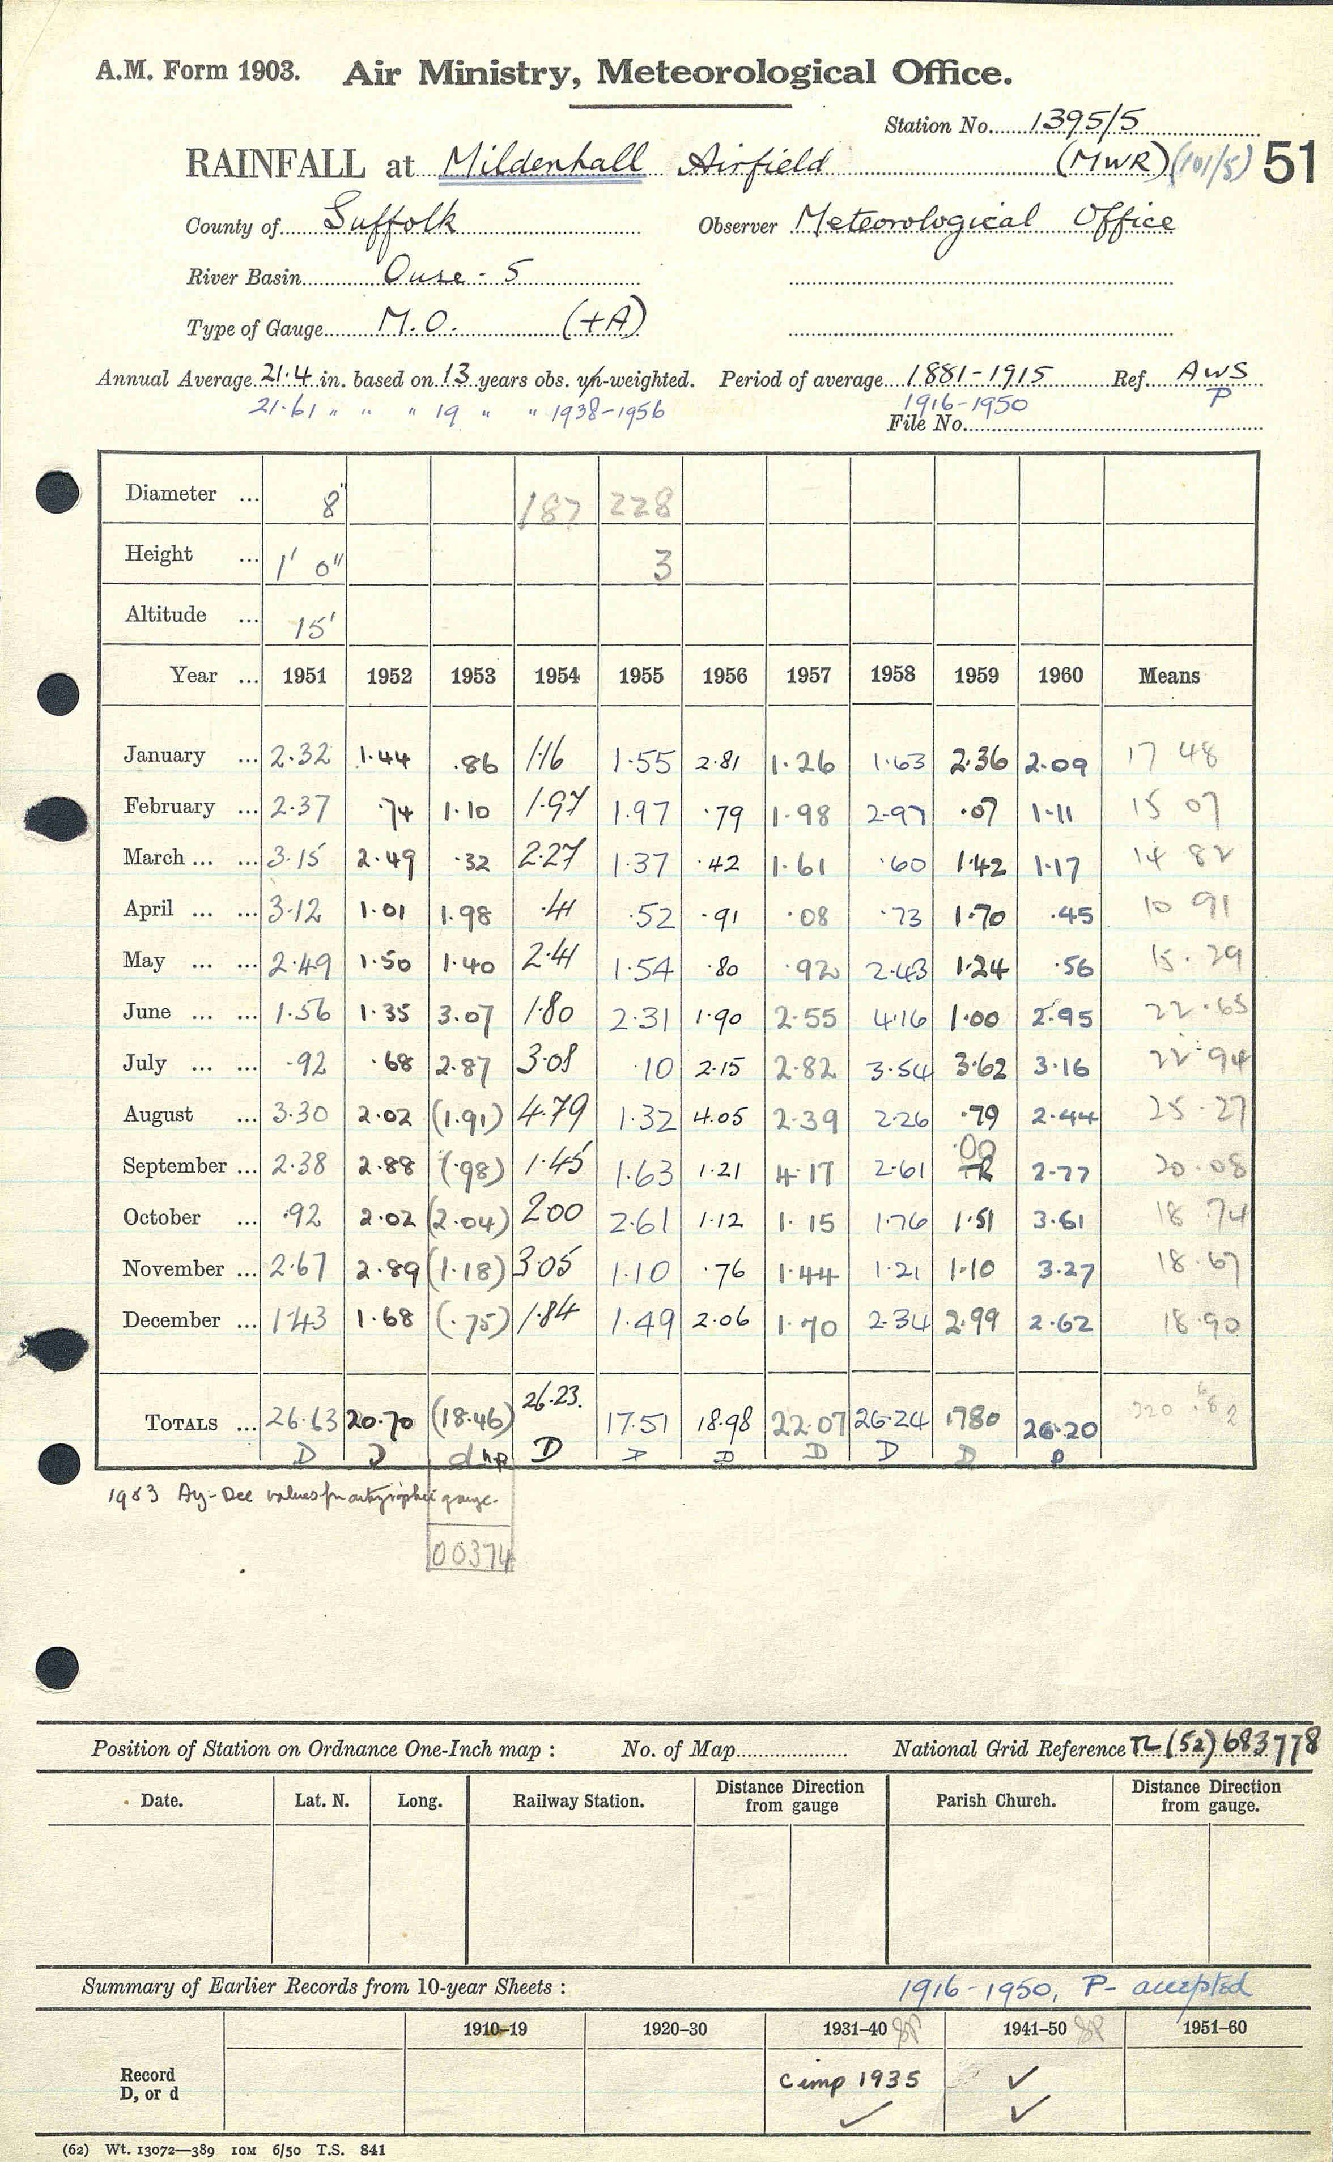 A.M. Form 1903. Air Ministry, Meteorological Office.
Station No. 1395/5
RAINFALL at Mildenhall Airfield (MWR) (101/5) 51
County of Suffolk Observer Meteorological Office
River Basin Ouse - 5
Type of Gauge M.O. (+A)
Annual Average 21.4 in. based on 13 years obs. un-weighted. Period of average 1881-1915 Ref. AWS
21.61 " " " 19 " " 1938-1956 1916-1950 P
File No.
Diameter ... 8" 187 228
Height ... 1' 0" 3
Altitude ... 15'
Year ... 1951 1952 1953 1954 1955 1956 1957 1958 1959 1960 Means
January ... 2.32 1.44 .86 1.16 1.55 2.81 1.26 1.63 2.36 2.09 17 48
February ... 2.37 .74 1.10 1.97 1.97 .79 1.98 2.97 .07 1.11 15 07
March ... ... 3.15 2.49 .32 2.27 1.37 .42 1.61 .60 1.42 1.17 14 82
April ... ... 3.12 1.01 1.98 .41 .52 .91 .08 .73 1.70 .45 10 91
May ... ... 2.49 1.50 1.40 2.41 1.54 .80 .92 2.43 1.24 .56 15.29
June ... ... 1.56 1.35 3.07 1.80 2.31 1.90 2.55 4.16 1.00 2.95 22.65
July ... ... .92 .68 2.87 3.08 .10 2.15 2.82 3.54 3.62 3.16 22.94
August ... 3.30 2.02 (1.91) 4.79 1.32 4.05 2.39 2.26 .79 2.44 25.27
September ... 2.38 2.88 (.98) 1.45 1.63 1.21 4.17 2.61 .00 2.77 20.08
October ... .92 2.02 (2.04) 2.00 2.61 1.12 1.15 1.76 1.51 3.61 18 74
November ... 2.67 2.89 (1.18) 3.05 1.10 .76 1.44 1.21 1.10 3.27 18.67
December ... 1.43 1.68 (.75) 1.84 1.49 2.06 1.70 2.34 2.99 2.62 18.90
TOTALS ... 26.63 20.70 (18.46) 26.23. 17.51 18.98 22.07 26.24 1780 26.20 220.82
D D d D D D D D P
Dec values autographic gauge.
00374
Position of Station on Ordnance One-Inch map : No. of Map National Grid Reference TL (52) 683778
Date. Lat. N. Long. Railway Station. Distance from gauge Direction Parish Church. Distance from gauge. Direction
Summary of Earlier Records from 10-year Sheets : 1916-1950, P- accepted
1910-19 1920-30 1931-40 1941-50 1951-60
Record
D, or d
cimp 1935 ✓
✓ ✓
(62) Wt. 13072—389 10M 6/50 T.S. 841